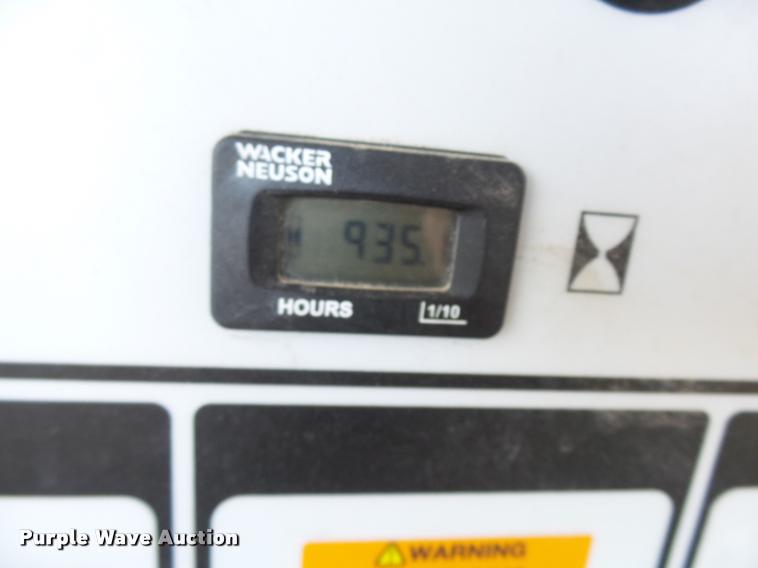 WACKER
NEUSON
935
HOURS 1/10
WARNING
Purple Wave Auction